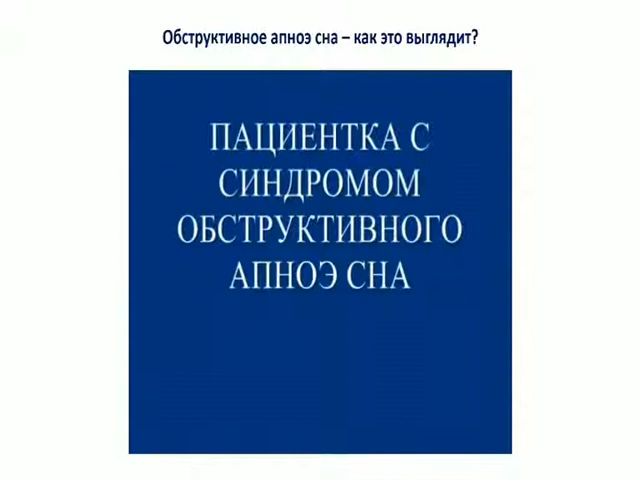 Обструктивное апноэ сна – как это выглядит?
ПАЦИЕНТКА С
СИНДРОМОМ
ОБСТРУКТИВНОГО
АПНОЭ СНА